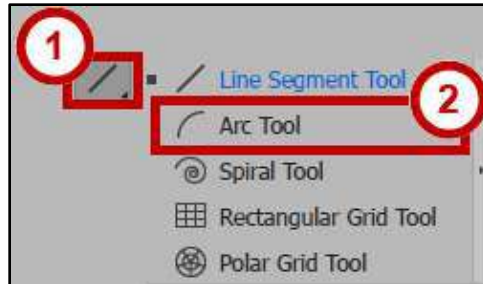 1
Line Segment Tool
2
Arc Tool
Spiral Tool
Rectangular Grid Tool
Polar Grid Tool